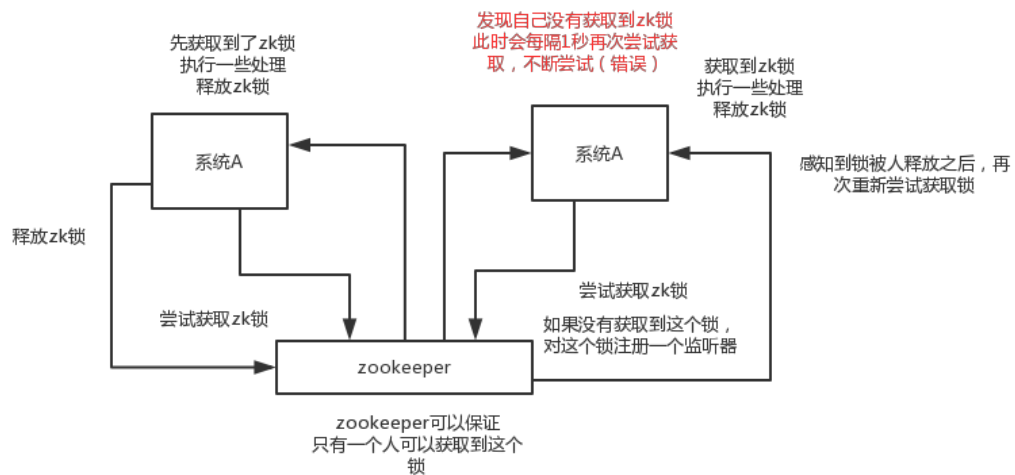 先获取到了zk锁
执行一些处理
释放zk锁
发现自己没有获取到zk锁
此时会每隔1秒再次尝试获
取，不断尝试（错误）
获取到zk锁
执行一些处理
释放zk锁
系统A
系统A
感知到锁被人释放之后，再
次重新尝试获取锁
释放zk锁
尝试获取zk锁
尝试获取zk锁
如果没有获取到这个锁，
对这个锁注册一个监听器
zookeeper
zookeeper可以保证
只有一个人可以获取到这个
锁